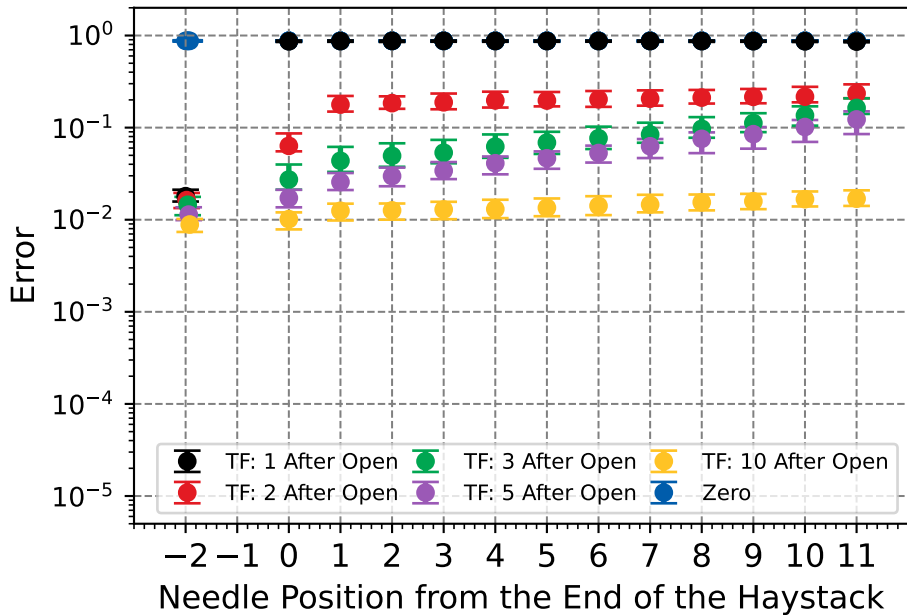 Error
10⁰
10⁻¹
10⁻²
10⁻³
10⁻⁴
10⁻⁵
TF: 1 After Open
TF: 3 After Open
TF: 10 After Open
TF: 2 After Open
TF: 5 After Open
Zero
−2 −1 0 1 2 3 4 5 6 7 8 9 10 11
Needle Position from the End of the Haystack